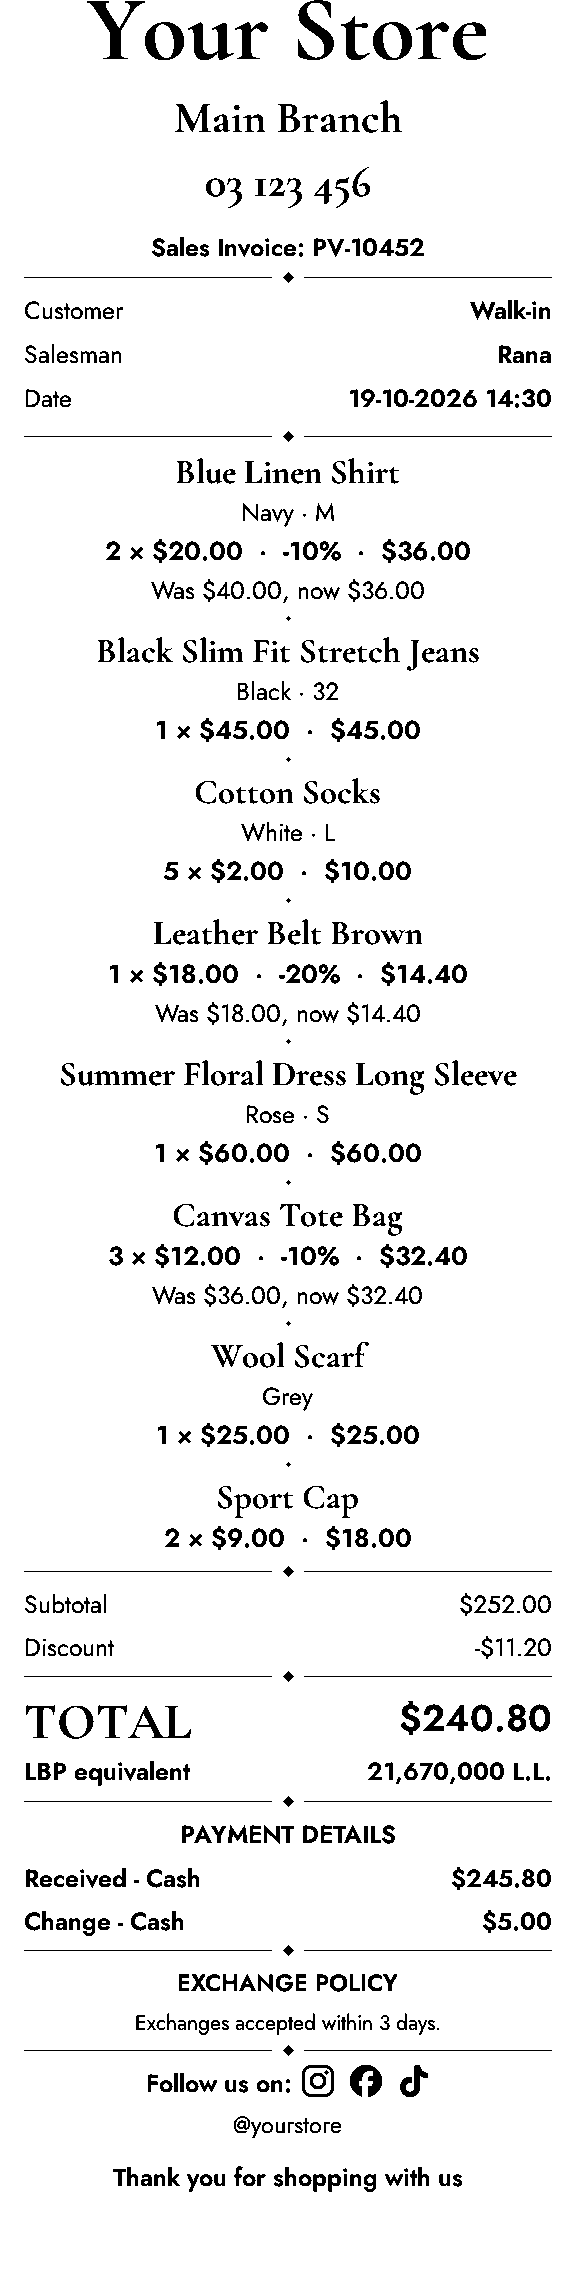 Your Store
Main Branch
03 123 456
Sales Invoice: PV-10452
Customer Walk-in
Salesman Rana
Date 19-10-2026 14:30
Blue Linen Shirt
Navy · M
2 × $20.00 · -10% · $36.00
Was $40.00, now $36.00
Black Slim Fit Stretch Jeans
Black · 32
1 × $45.00 · $45.00
Cotton Socks
White · L
5 × $2.00 · $10.00
Leather Belt Brown
1 × $18.00 · -20% · $14.40
Was $18.00, now $14.40
Summer Floral Dress Long Sleeve
Rose · S
1 × $60.00 · $60.00
Canvas Tote Bag
3 × $12.00 · -10% · $32.40
Was $36.00, now $32.40
Wool Scarf
Grey
1 × $25.00 · $25.00
Sport Cap
2 × $9.00 · $18.00
Subtotal $252.00
Discount -$11.20
TOTAL $240.80
LBP equivalent 21,670,000 L.L.
PAYMENT DETAILS
Received - Cash $245.80
Change - Cash $5.00
EXCHANGE POLICY
Exchanges accepted within 3 days.
Follow us on:
@yourstore
Thank you for shopping with us